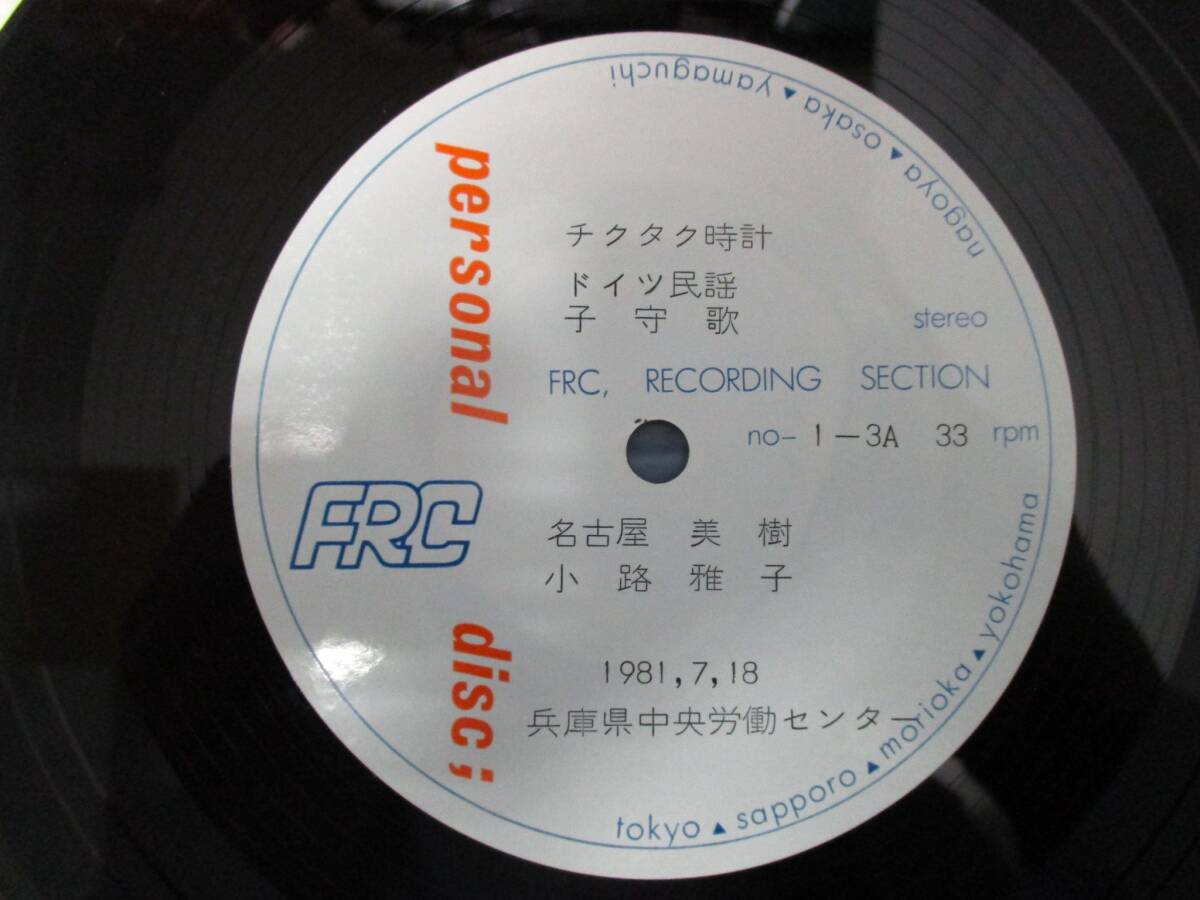 チクタク時計
ドイツ民謡
子 守 歌
stereo
FRC, RECORDING SECTION
no- 1-3A 33 rpm
名古屋 美 樹
小 路 雅 子
1981,7,18
兵庫県中央労働センター
personal disc;
FRC
tokyo ▲ sapporo ▲ morioka ▲ yokohama
nagoya ▲ osaka ▲ yamaguchi